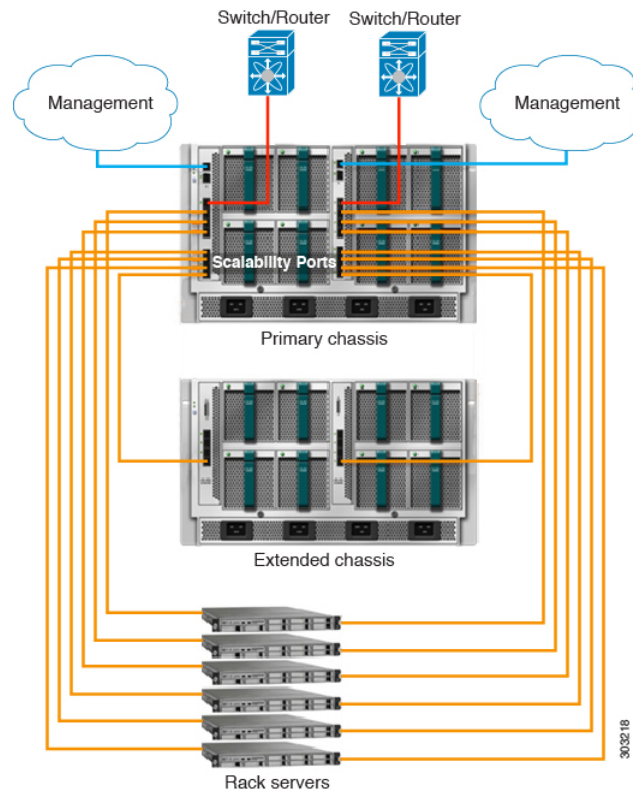 Switch/Router
Switch/Router
Management
Management
Scalability Ports
Primary chassis
Extended chassis
Rack servers
303218